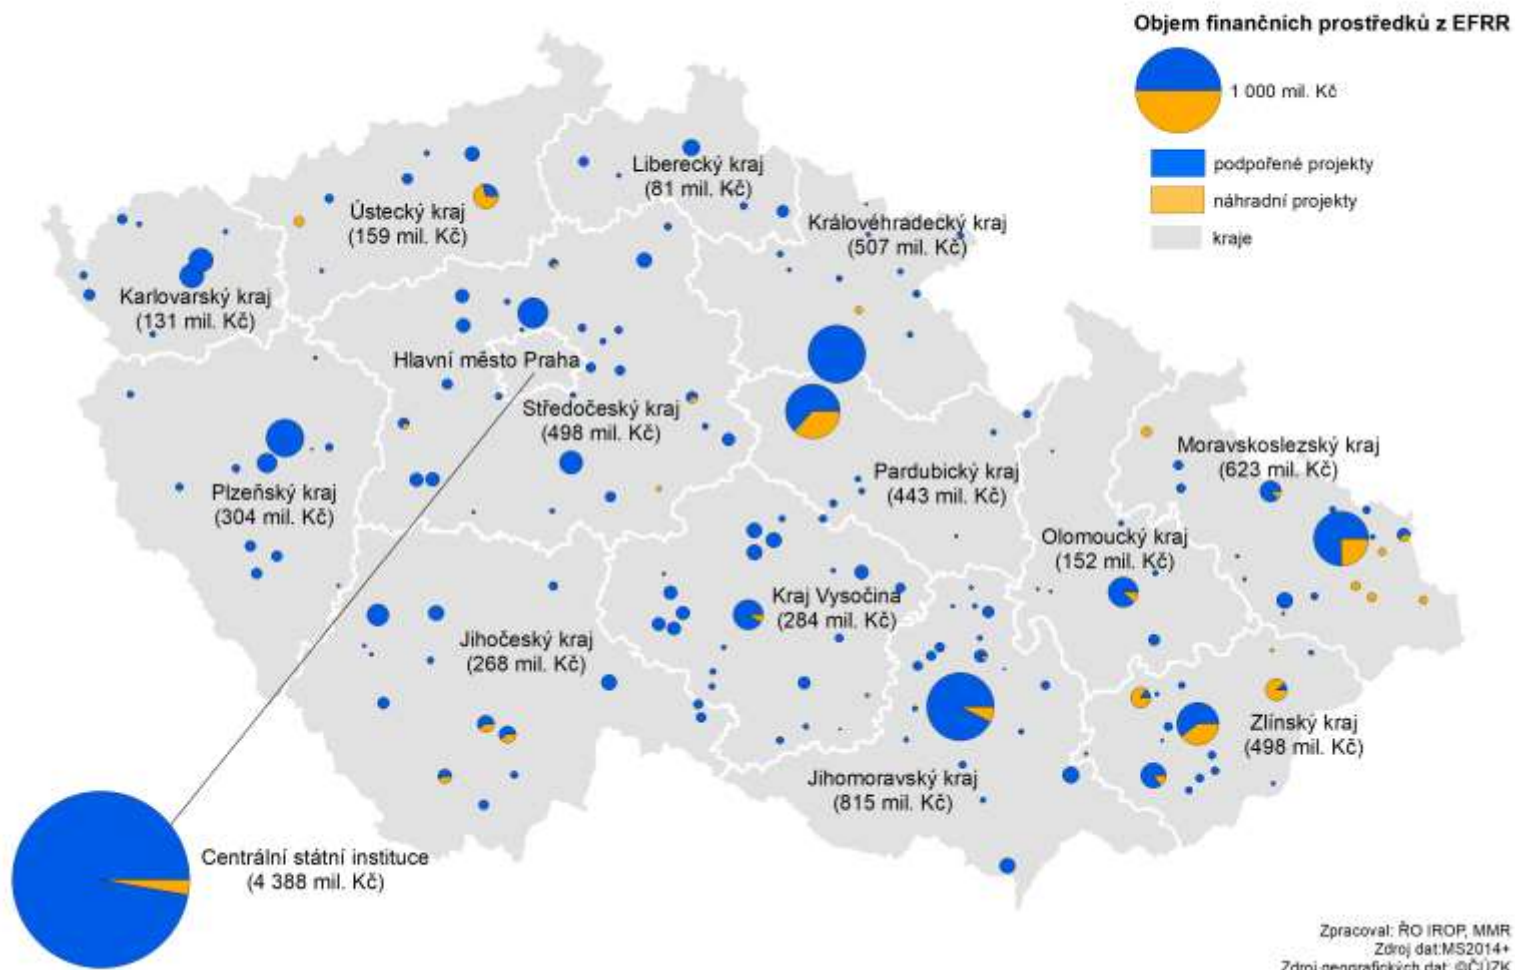 Objem finančních prostředků z EFRR
1 000 mil. Kč
podpořené projekty
náhradní projekty
kraje
Liberecký kraj
(81 mil. Kč)
Ústecký kraj
(159 mil. Kč)
Královéhradecký kraj
(507 mil. Kč)
Karlovarský kraj
(131 mil. Kč)
Hlavní město Praha
Středočeský kraj
(498 mil. Kč)
Moravskoslezský kraj
(623 mil. Kč)
Pardubický kraj
(443 mil. Kč)
Plzeňský kraj
(304 mil. Kč)
Olomoucký kraj
(152 mil. Kč)
Kraj Vysočina
(284 mil. Kč)
Jihočeský kraj
(268 mil. Kč)
Zlínský kraj
(498 mil. Kč)
Jihomoravský kraj
(815 mil. Kč)
Centrální státní instituce
(4 388 mil. Kč)
Zpracoval: ŘO IROP, MMR
Zdroj dat:MS2014+
Zdroj geografických dat: ©ČÚZK